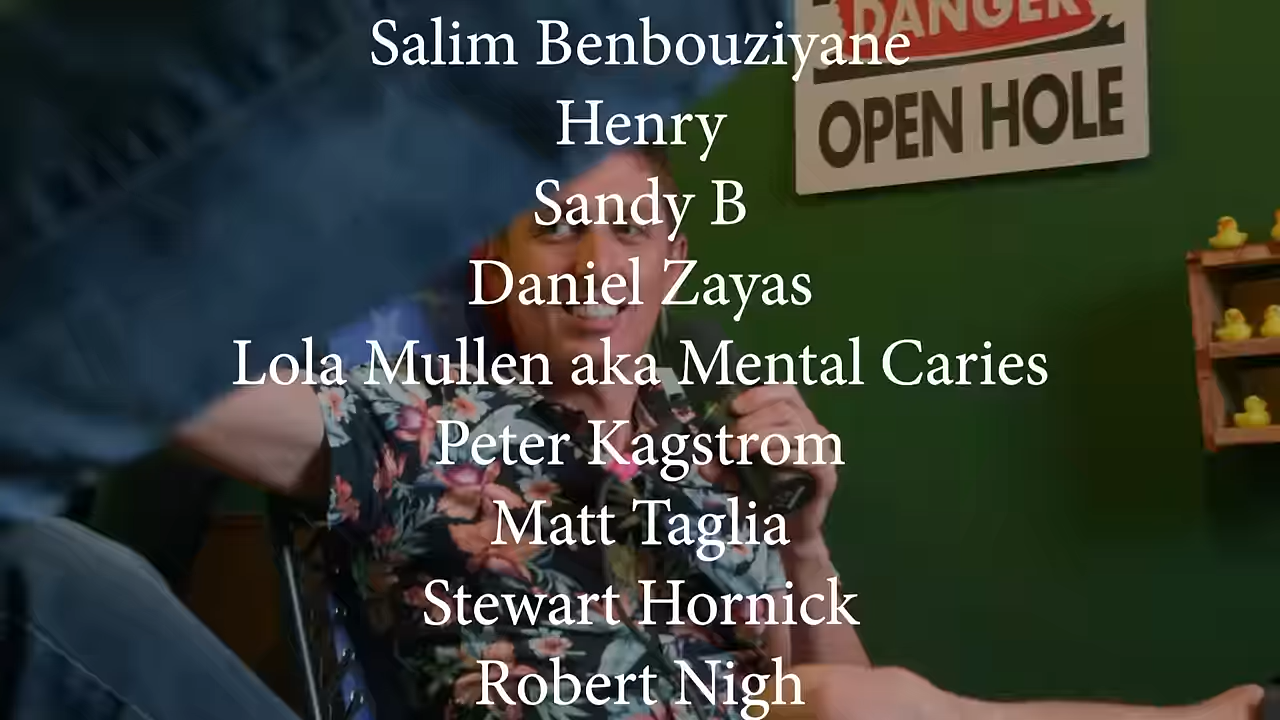 DANGER
OPEN HOLE
Salim Benbouziyane
Henry
Sandy B
Daniel Zayas
Lola Mullen aka Mental Caries
Peter Kagstrom
Matt Taglia
Stewart Hornick
Robert Nigh